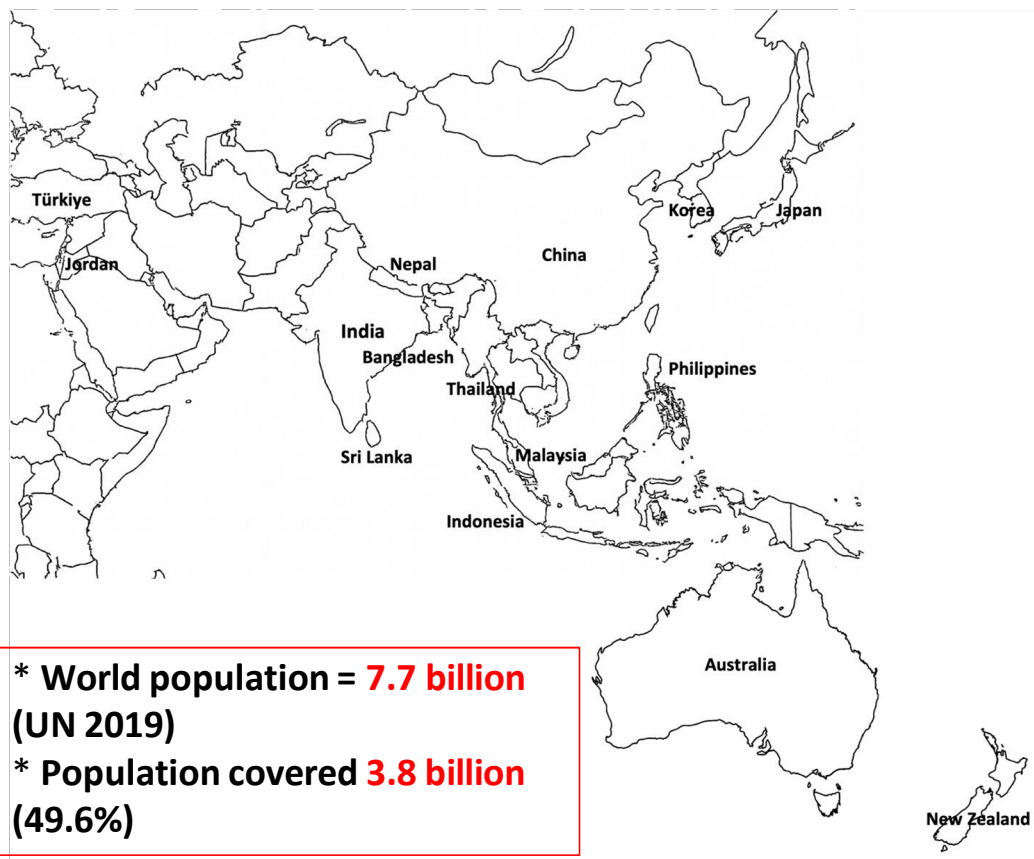 Türkiye
Korea
Japan
China
Jordan
Nepal
India
Bangladesh
Philippines
Thailand
Sri Lanka
Malaysia
Indonesia
Australia
* World population = 7.7 billion
(UN 2019)
* Population covered 3.8 billion
(49.6%)
New Zealand